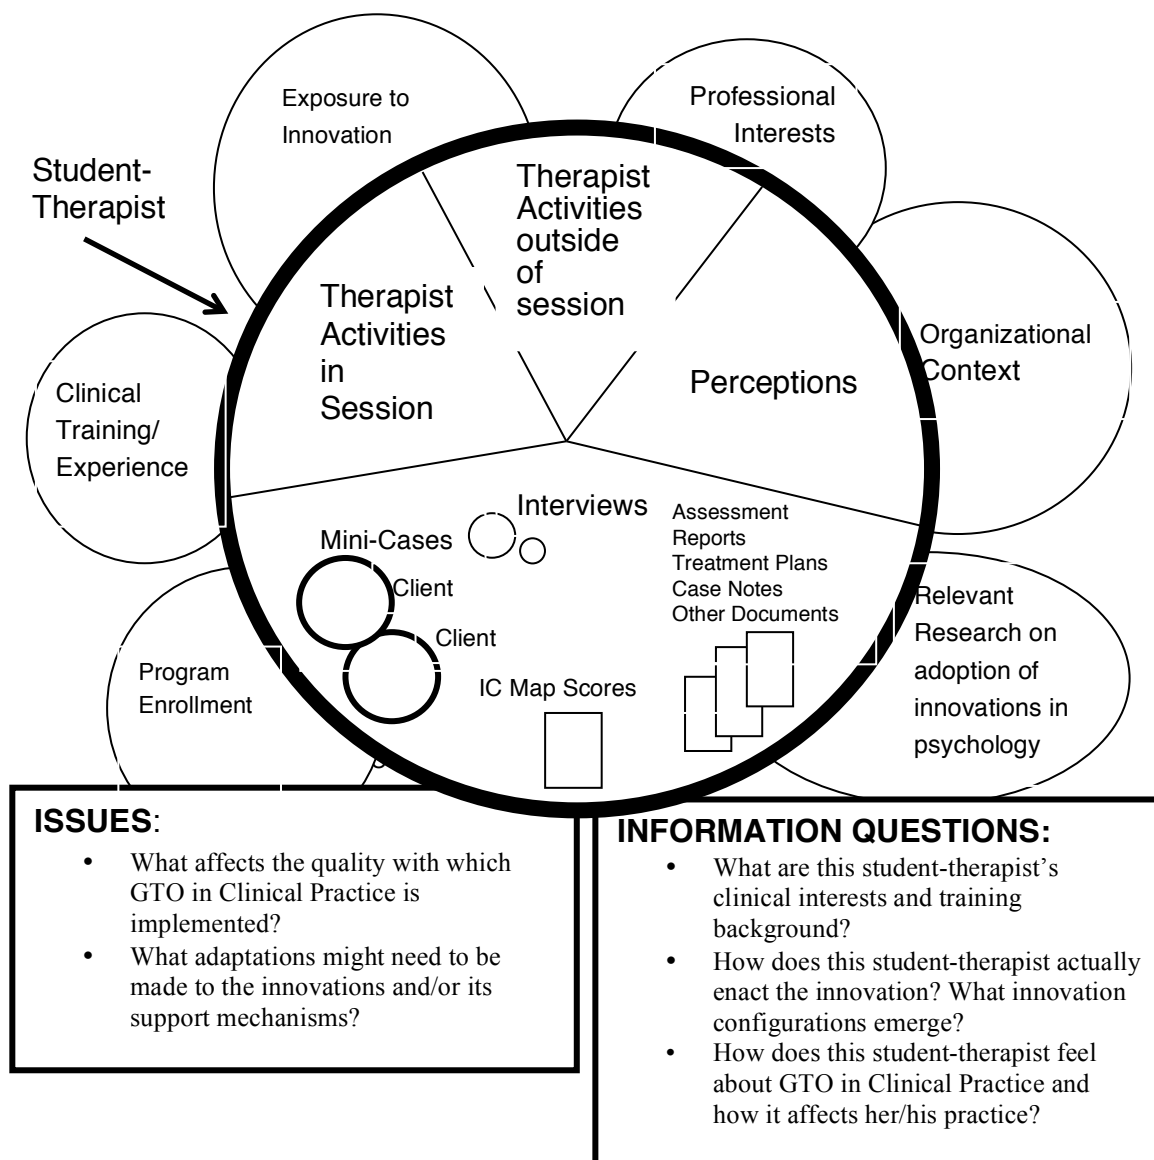 Exposure to
Innovation
Professional
Interests
Student-
Therapist
Therapist
Activities
outside
of
session
Therapist
Activities
in
Session
Organizational
Context
Perceptions
Clinical
Training/
Experience
Interviews
Mini-Cases
Client
Client
Assessment
Reports
Treatment Plans
Case Notes
Other Documents
Relevant
Research on
adoption of
innovations in
psychology
Program
Enrollment
IC Map Scores
ISSUES:
• What affects the quality with which
GTO in Clinical Practice is
implemented?
• What adaptations might need to be
made to the innovations and/or its
support mechanisms?
INFORMATION QUESTIONS:
• What are this student-therapist’s
clinical interests and training
background?
• How does this student-therapist actually
enact the innovation? What innovation
configurations emerge?
• How does this student-therapist feel
about GTO in Clinical Practice and
how it affects her/his practice?